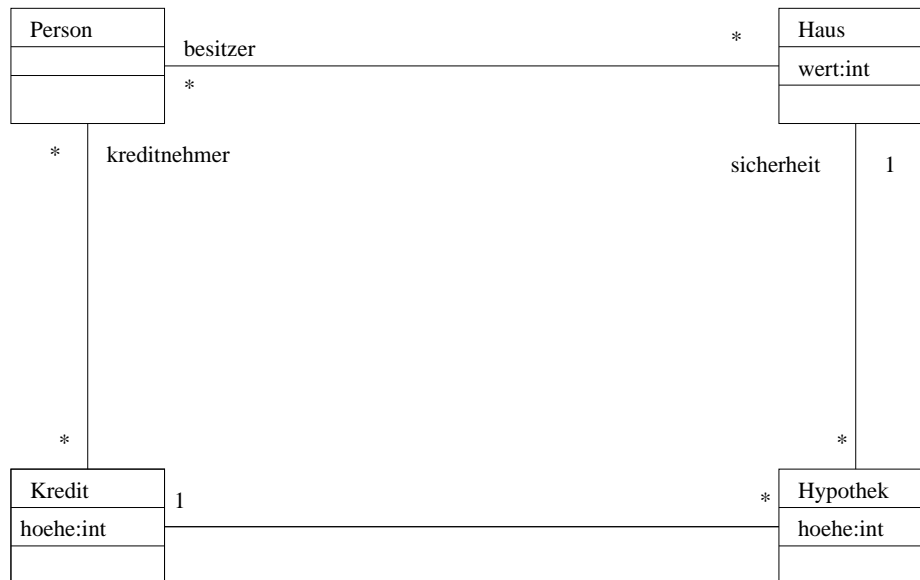 Person
Haus
besitzer
*
wert:int
*
*
kreditnehmer
sicherheit
1
*
*
Kredit
1
*
Hypothek
hoehe:int
hoehe:int